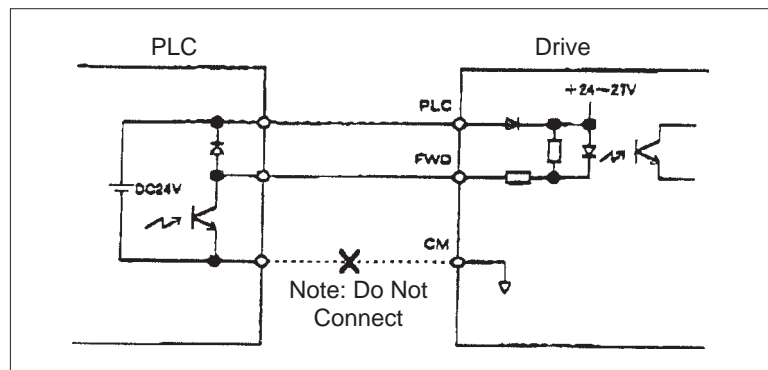 PLC
Drive
+24~27V
PLC
FWD
DC24V
CM
Note: Do Not
Connect